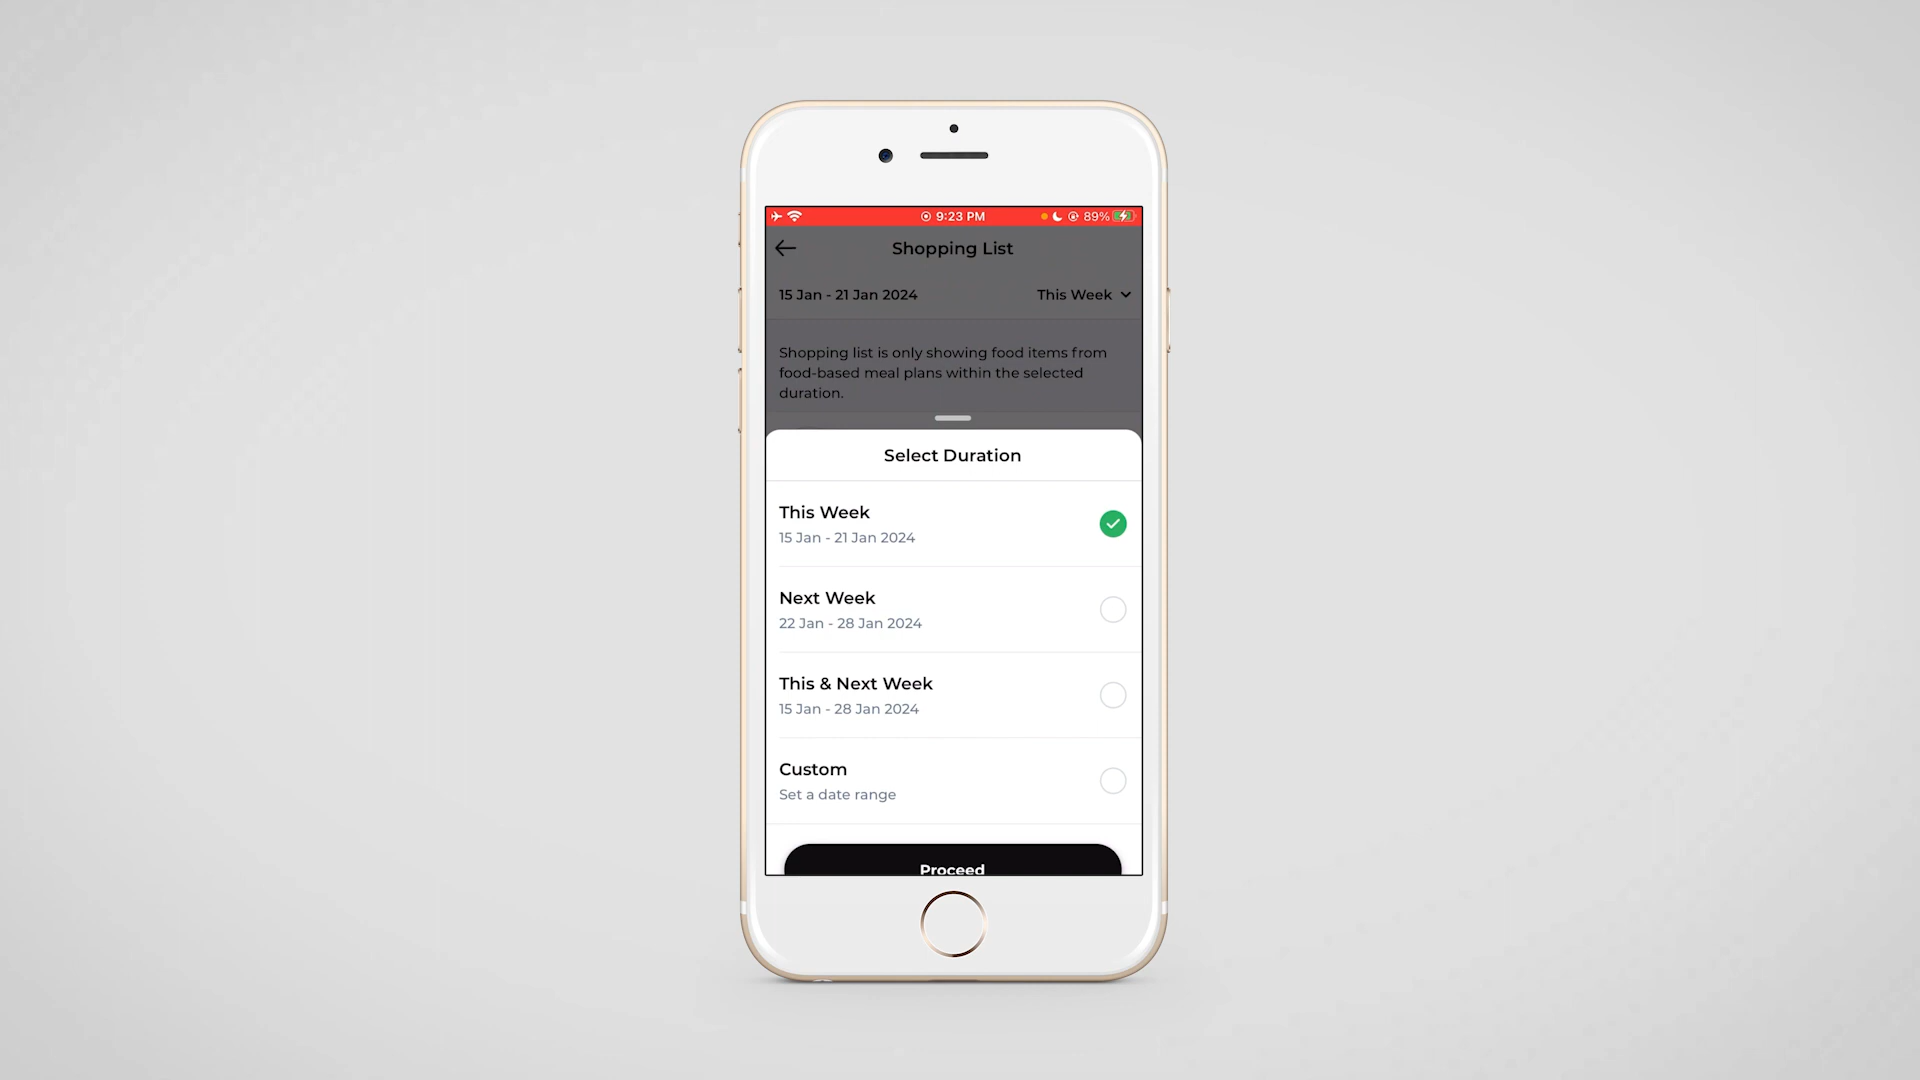 9:23 PM
89%
Shopping List
15 Jan - 21 Jan 2024
This Week
Shopping list is only showing food items from
food-based meal plans within the selected
duration.
Select Duration
This Week
15 Jan - 21 Jan 2024
Next Week
22 Jan - 28 Jan 2024
This & Next Week
15 Jan - 28 Jan 2024
Custom
Set a date range
Proceed